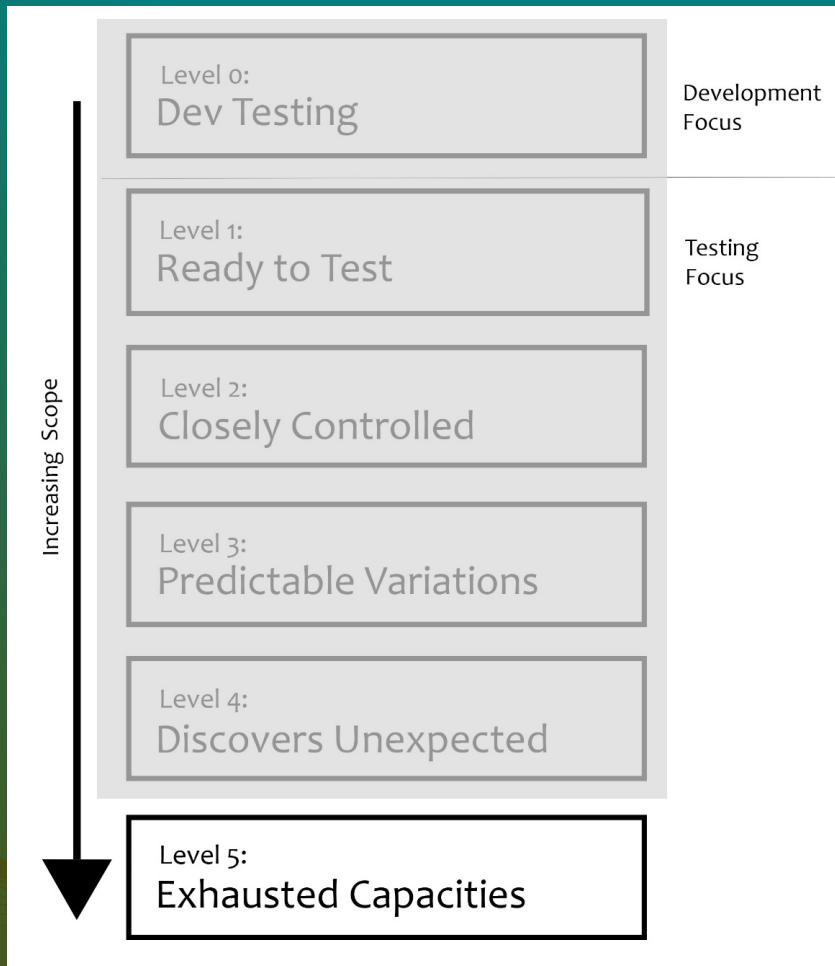 Level 0:
Dev Testing
Development
Focus
Level 1:
Ready to Test
Testing
Focus
Level 2:
Closely Controlled
Increasing Scope
Level 3:
Predictable Variations
Level 4:
Discovers Unexpected
Level 5:
Exhausted Capacities